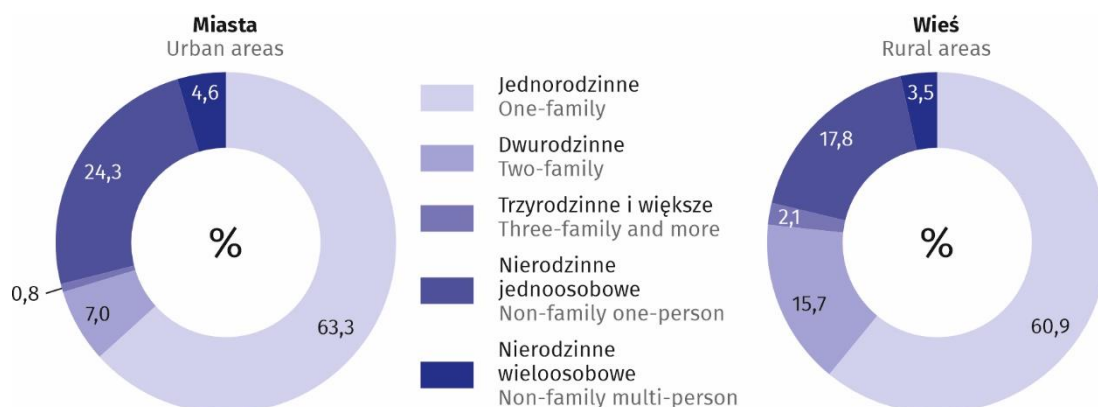 Miasta
Urban areas
4,6
24,3
%
0,8
7,0
63,3
Jednorodzinne
One-family
Dwurodzinne
Two-family
Trzyrodzinne i większe
Three-family and more
Nierodzinne
jednoosobowe
Non-family one-person
Nierodzinne
wieloosobowe
Non-family multi-person
Wieś
Rural areas
3,5
17,8
2,1
%
15,7
60,9